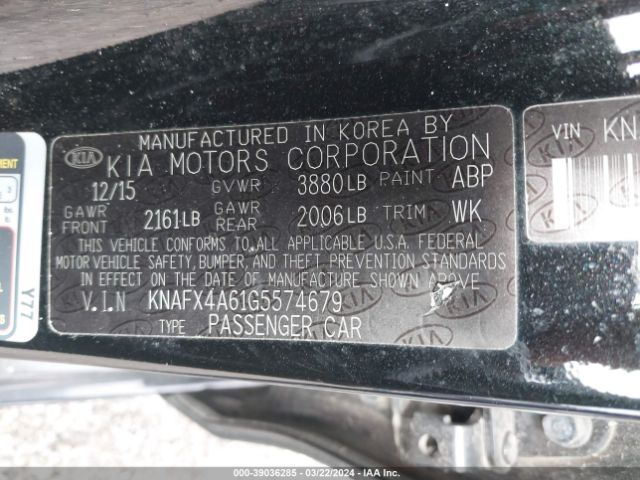 MANUFACTURED IN KOREA BY
KIA KIA MOTORS CORPORATION
12/15 GVWR 3880LB PAINT ABP
GAWR FRONT 2161LB GAWR REAR 2006LB TRIM WK
THIS VEHICLE CONFORMS TO ALL APPLICABLE U.S.A. FEDERAL
MOTOR VEHICLE SAFETY, BUMPER, AND THEFT PREVENTION STANDARDS
IN EFFECT ON THE DATE OF MANUFACTURE SHOWN ABOVE
V.I.N KNAFX4A61G5574679
TYPE PASSENGER CAR
VIN KN
Y77
000-39036285 - 03/22/2024 - IAA Inc.